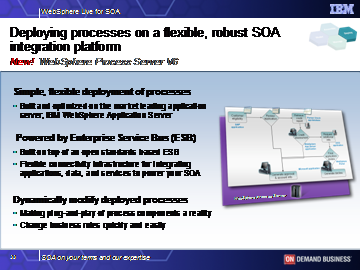 WebSphere Live for SOA
IBM
Deploying processes on a flexible, robust SOA
integration platform
New! WebSphere Process Server V6
Simple, flexible deployment of processes
Built and optimized on the market leading application
server, IBM WebSphere Application Server
Powered by Enterprise Service Bus (ESB)
Built on top of an open standards based ESB
Flexible connectivity infrastructure for integrating
applications, data, and services to power your SOA
Dynamically modify deployed processes
Making plug-and-play of process components a reality
Change business rules quickly and easily
SOA on your terms and our expertise
ON DEMAND BUSINESS